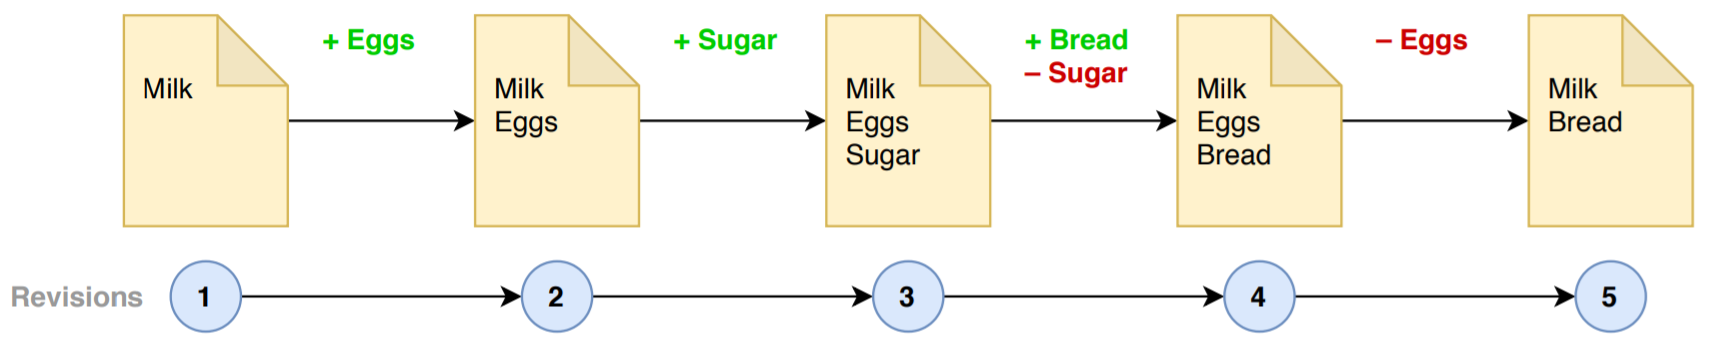 Milk
+ Eggs
Milk
Eggs
+ Sugar
Milk
Eggs
Sugar
+ Bread
– Sugar
Milk
Eggs
Bread
– Eggs
Milk
Bread
Revisions
1
2
3
4
5